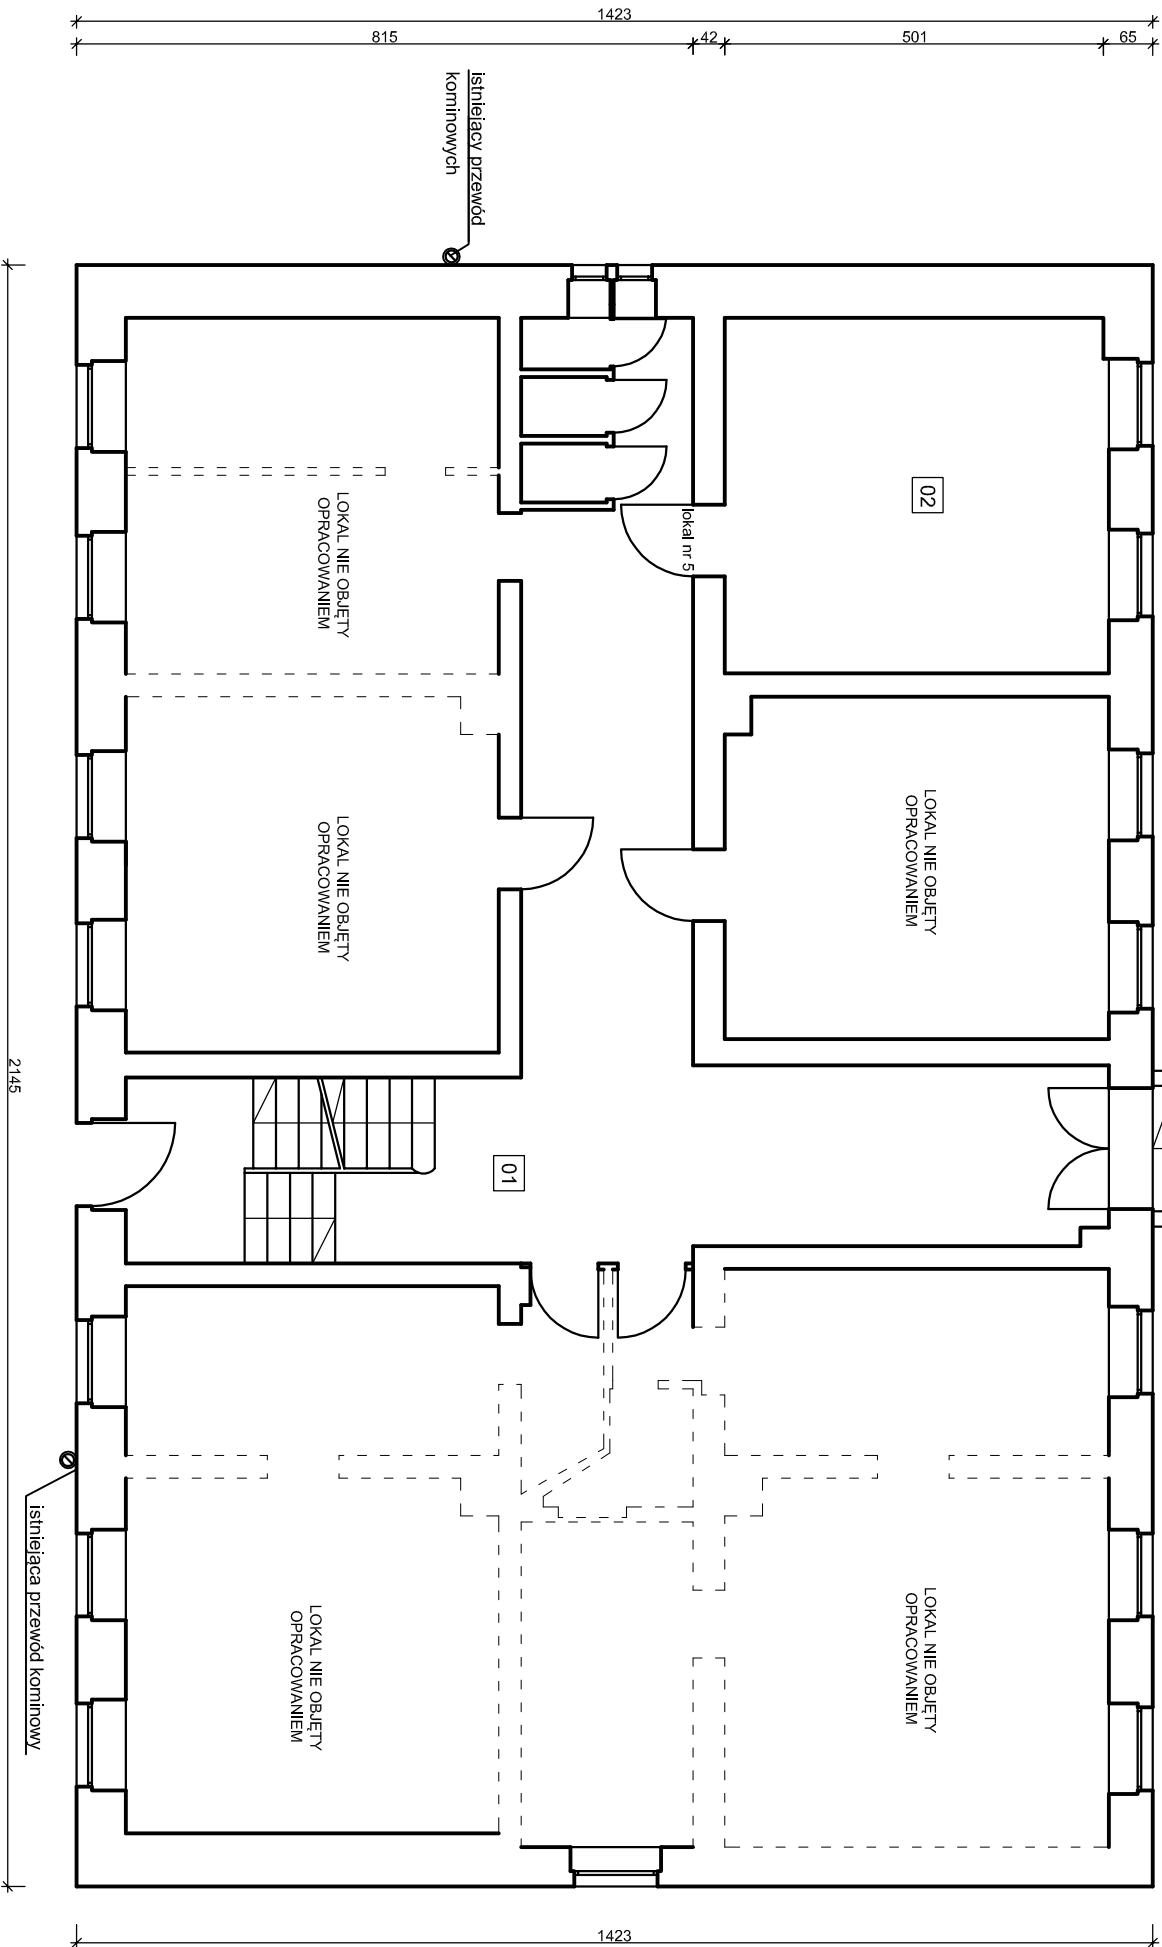 1423
815
42
501
65
istniejący przewód
kominowych
02
lokal nr 5
LOKAL NIE OBJĘTY
OPRACOWANIEM
LOKAL NIE OBJĘTY
OPRACOWANIEM
LOKAL NIE OBJĘTY
OPRACOWANIEM
2145
01
istniejąca przewód kominowy
LOKAL NIE OBJĘTY
OPRACOWANIEM
LOKAL NIE OBJĘTY
OPRACOWANIEM
1423